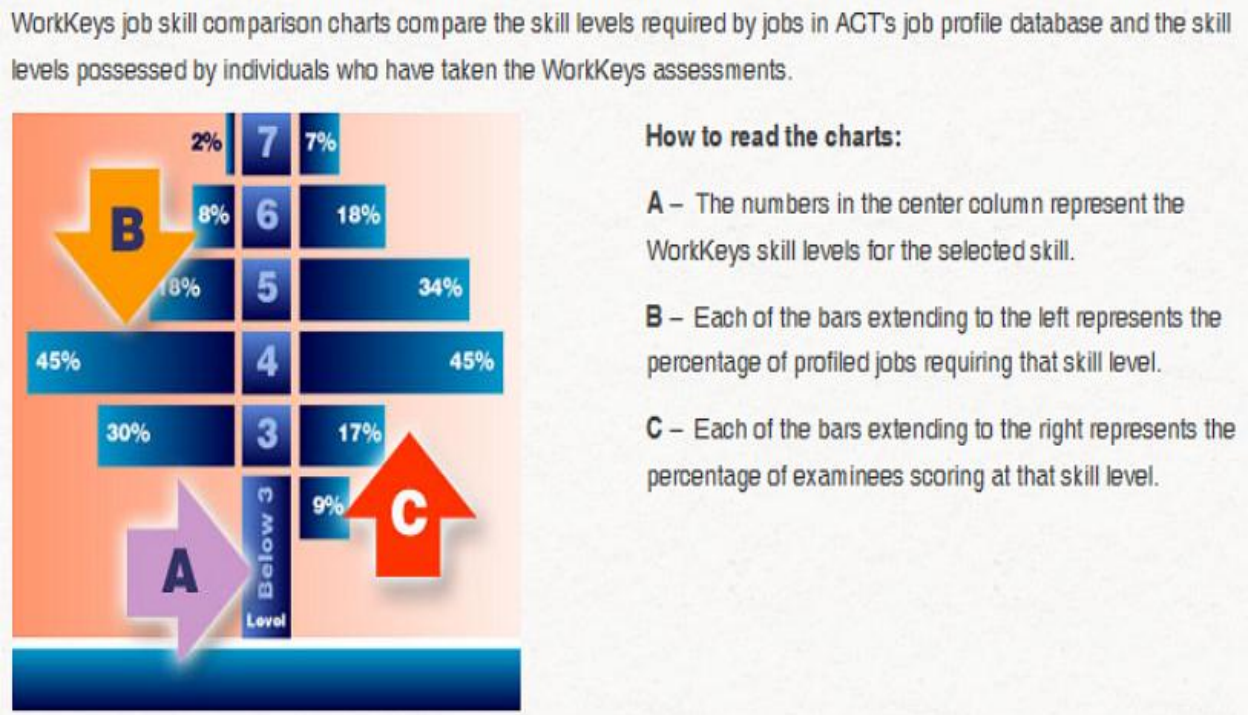 WorkKeys job skill comparison charts compare the skill levels required by jobs in ACT's job profile database and the skill
levels possessed by individuals who have taken the WorkKeys assessments.
2% 7 7%
8% 6 18%
B
18% 5 34%
45% 4 45%
30% 3 17%
Below 3 9%
C
A
Level
How to read the charts:
A – The numbers in the center column represent the
WorkKeys skill levels for the selected skill.
B – Each of the bars extending to the left represents the
percentage of profiled jobs requiring that skill level.
C – Each of the bars extending to the right represents the
percentage of examinees scoring at that skill level.